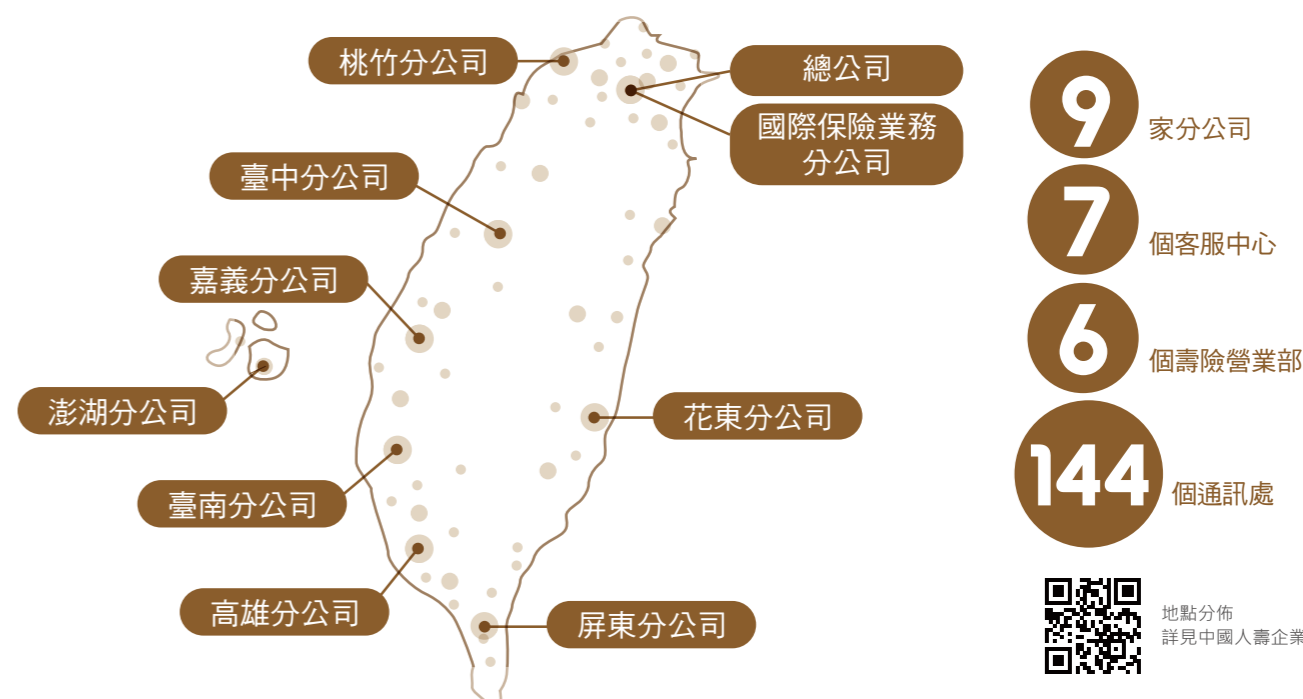 桃竹分公司
總公司
國際保險業務
分公司
臺中分公司
嘉義分公司
澎湖分公司
花東分公司
臺南分公司
高雄分公司
屏東分公司
9
家分公司
7
個客服中心
6
個壽險營業部
144
個通訊處
地點分佈
詳見中國人壽企業